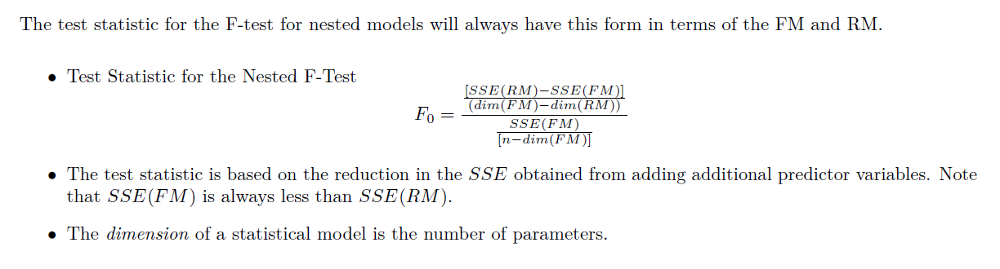 The test statistic for the F-test for nested models will always have this form in terms of the FM and RM.
• Test Statistic for the Nested F-Test
[SSE(RM)−SSE(FM)]
(dim(FM)−dim(RM))
F₀ =
SSE(FM)
[n−dim(FM)]
• The test statistic is based on the reduction in the SSE obtained from adding additional predictor variables. Note
that SSE(FM) is always less than SSE(RM).
• The dimension of a statistical model is the number of parameters.